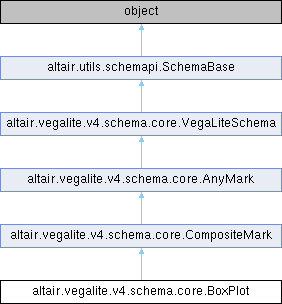 object
altair.utils.schemapi.SchemaBase
altair.vegalite.v4.schema.core.VegaLiteSchema
altair.vegalite.v4.schema.core.AnyMark
altair.vegalite.v4.schema.core.CompositeMark
altair.vegalite.v4.schema.core.BoxPlot